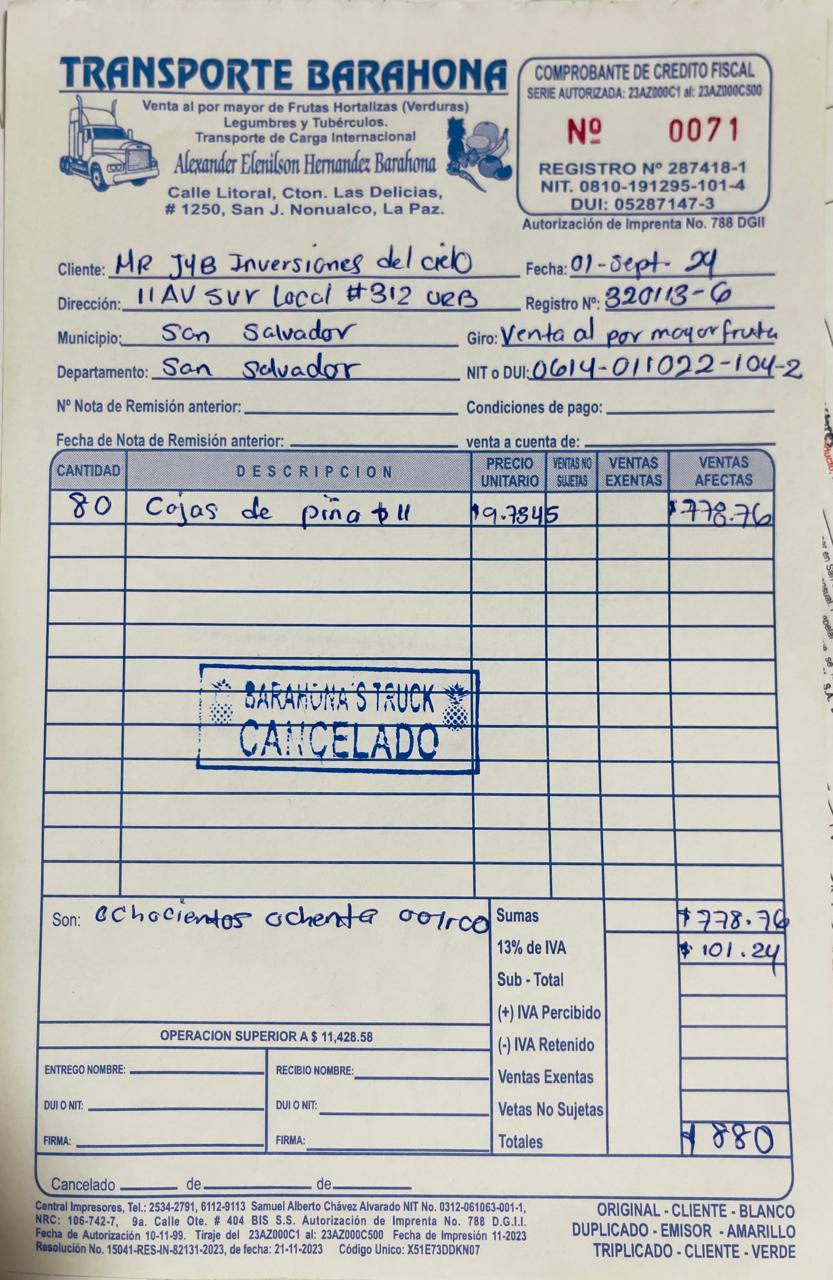 TRANSPORTE BARAHONA
Venta al por mayor de Frutas Hortalizas (Verduras)
Legumbres y Tubérculos.
Transporte de Carga Internacional
Alexander Elenilson Hernandez Barahona
Calle Litoral, Cton. Las Delicias,
# 1250, San J. Nonualco, La Paz.
COMPROBANTE DE CREDITO FISCAL
SERIE AUTORIZADA: 23AZ000C1 al: 23AZ000C500
Nº 0071
REGISTRO Nº 287418-1
NIT. 0810-191295-101-4
DUI: 05287147-3
Autorización de Imprenta No. 788 DGII
Cliente: MR J4B Inversiones del cielo Fecha: 01-Sept-24
Dirección: 11 AV SUR Local #312 URB Registro Nº: 320113-6
Municipio: San Salvador Giro: Venta al por mayor fruta
Departamento: San Salvador NIT o DUI: 0614-011022-104-2
Nº Nota de Remisión anterior: Condiciones de pago:
Fecha de Nota de Remisión anterior: venta a cuenta de:
CANTIDAD DESCRIPCION PRECIO UNITARIO VENTAS NO SUJETAS VENTAS EXENTAS VENTAS AFECTAS
80 Cajas de piña $11 $9.7345 $778.76
BARAHONA'S TRUCK
CANCELADO
Son: ochocientos ochenta 00/100 Sumas $778.76
13% de IVA $101.24
Sub - Total
(+) IVA Percibido
OPERACION SUPERIOR A $ 11,428.58
(-) IVA Retenido
ENTREGO NOMBRE: RECIBIO NOMBRE: Ventas Exentas
DUI O NIT: DUI O NIT: Vetas No Sujetas
FIRMA: FIRMA: Totales $880
Cancelado de de
Central Impresores, Tel.: 2534-2791, 6112-9113 Samuel Alberto Chávez Alvarado NIT No. 0312-061063-001-1,
NRC: 106-742-7, 9a. Calle Ote. # 404 BIS S.S. Autorización de Imprenta No. 788 D.G.I.I.
Fecha de Autorización 10-11-99. Tiraje del 23AZ000C1 al: 23AZ000C500 Fecha de Impresión 11-2023
Resolución No. 15041-RES-IN-82131-2023, de fecha: 21-11-2023 Código Unico: X51E73DDKN07
ORIGINAL - CLIENTE - BLANCO
DUPLICADO - EMISOR - AMARILLO
TRIPLICADO - CLIENTE - VERDE